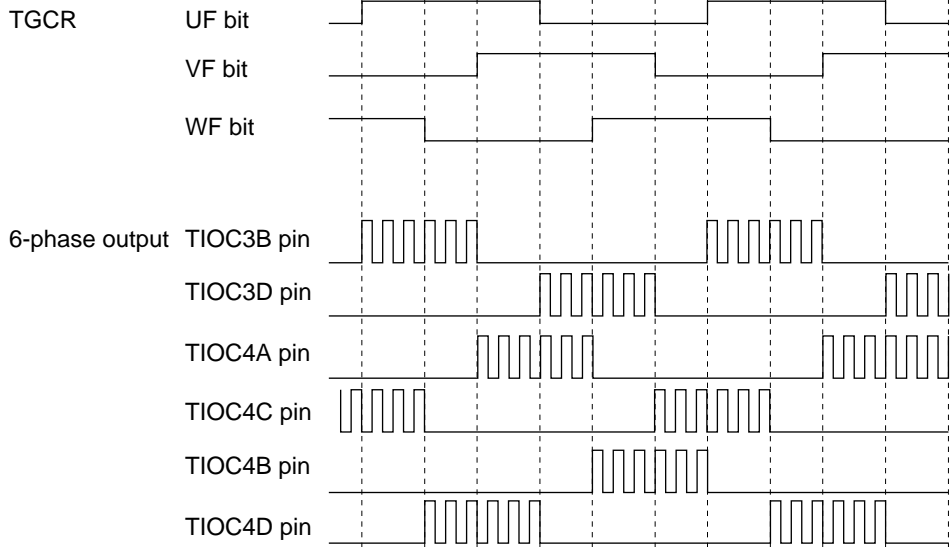 TGCR UF bit
VF bit
WF bit
6-phase output TIOC3B pin
TIOC3D pin
TIOC4A pin
TIOC4C pin
TIOC4B pin
TIOC4D pin